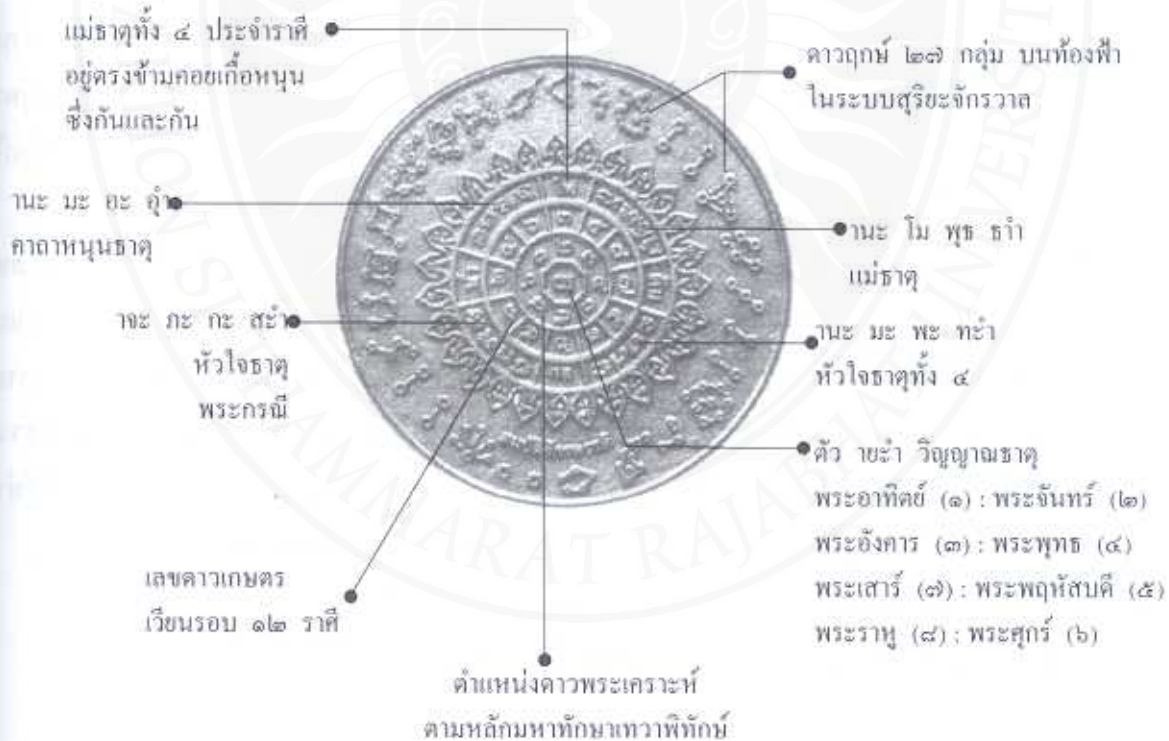 แม่ธาตุทั้ง ๔ ประจำราศี
อยู่ตรงข้ามคอยเกื้อหนุน
ซึ่งกันและกัน
านะ มะ อะ อุำ
คาถาหนุนธาตุ
าจะ ภะ กะ สะำ
หัวใจธาตุ
พระกรณี
เลขดาวเกษตร
เวียนรอบ ๑๒ ราศี
ตำแหน่งดาวพระเคราะห์
ตามหลักมหาทักษาเทวาพิทักษ์
ดาวฤกษ์ ๒๗ กลุ่ม บนท้องฟ้า
ในระบบสุริยะจักรวาล
านะ โม พุธ ธาำ
แม่ธาตุ
านะ มะ พะ ทะำ
หัวใจธาตุทั้ง ๔
ตัว ายะำ วิญญาณธาตุ
พระอาทิตย์ (๑) : พระจันทร์ (๒)
พระอังคาร (๓) : พระพุทธ (๔)
พระเสาร์ (๗) : พระพฤหัสบดี (๕)
พระราหู (๘) : พระศุกร์ (๖)